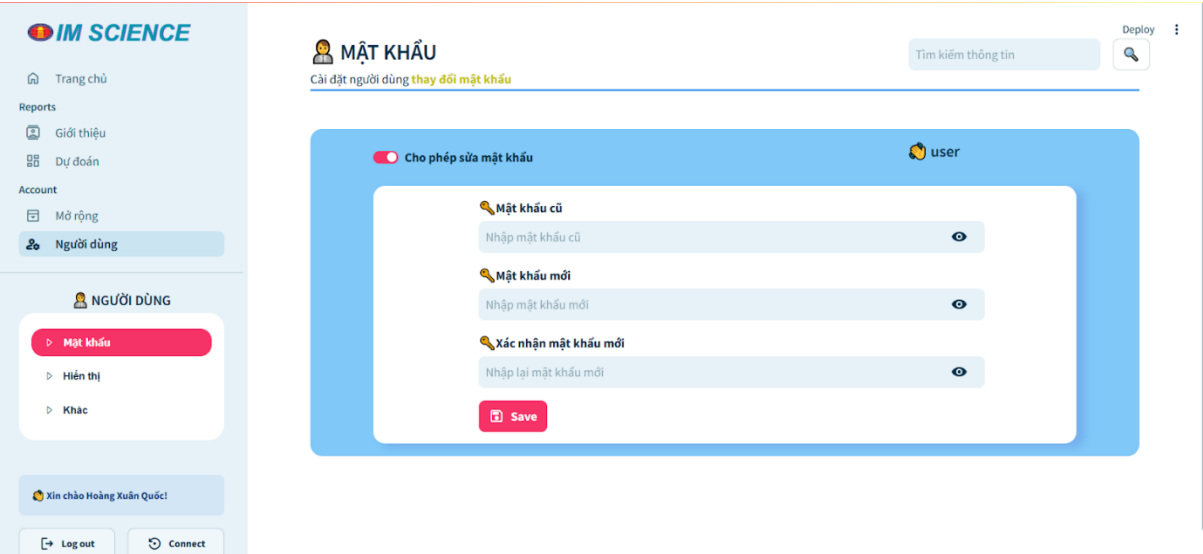 IM SCIENCE
Trang chủ
Reports
Giới thiệu
Dự đoán
Account
Mở rộng
Người dùng
NGƯỜI DÙNG
Mật khẩu
Hiển thị
Khác
Xin chào Hoàng Xuân Quốc!
Log out
Connect
Deploy
MẬT KHẨU
Cài đặt người dùng thay đổi mật khẩu
Tìm kiếm thông tin
Cho phép sửa mật khẩu
user
Mật khẩu cũ
Nhập mật khẩu cũ
Mật khẩu mới
Nhập mật khẩu mới
Xác nhận mật khẩu mới
Nhập lại mật khẩu mới
Save